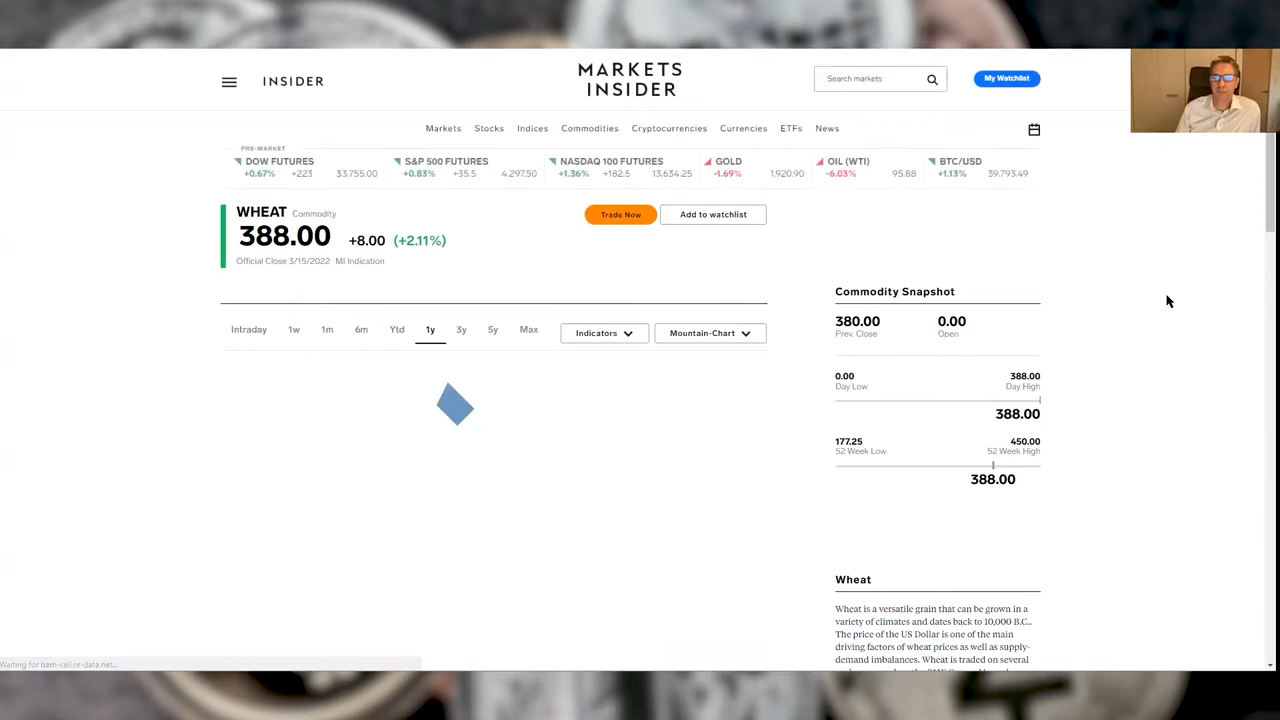 INSIDER
MARKETS
INSIDER
Search markets
My Watchlist
Markets Stocks Indices Commodities Cryptocurrencies Currencies ETFs News
PRE-MARKET
DOW FUTURES
+0.67% +223 33,755.00
S&P 500 FUTURES
+0.83% +35.5 4,297.50
NASDAQ 100 FUTURES
+1.36% +182.5 13,634.25
GOLD
-1.69% 1,920.90
OIL (WTI)
-6.03% 95.88
BTC/USD
+1.13% 39,793.49
WHEAT Commodity
388.00 +8.00 (+2.11%)
Official Close 3/15/2022 MI Indication
Trade Now
Add to watchlist
Intraday 1w 1m 6m Ytd 1y 3y 5y Max
Indicators
Mountain-Chart
Commodity Snapshot
380.00 0.00
Prev. Close Open
0.00 388.00
Day Low Day High
388.00
177.25 450.00
52 Week Low 52 Week High
388.00
Wheat
Wheat is a versatile grain that can be grown in a
variety of climates and dates back to 10,000 B.C..
The price of the US Dollar is one of the main
driving factors of wheat prices as well as supply-
demand imbalances. Wheat is traded on several
Waiting for bam-cell.nr-data.net...